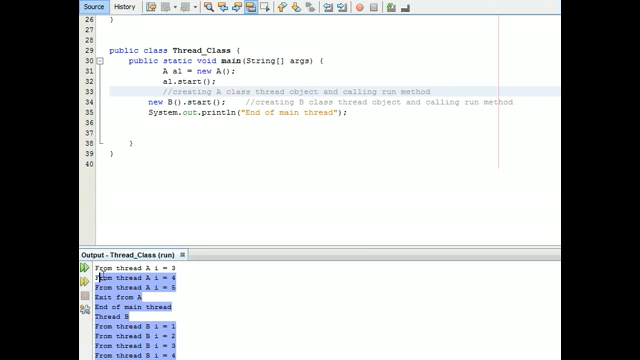 Source History
26 }
27
28
29 public class Thread_Class {
30 public static void main(String[] args) {
31 A a1 = new A();
32 a1.start();
33 //creating A class thread object and calling run method
34 new B().start(); //creating B class thread object and calling run method
35 System.out.println("End of main thread");
36
37
38 }
39 }
40
Output - Thread_Class (run)
From thread A i = 3
From thread A i = 4
From thread A i = 5
Exit from A
End of main thread
Thread B
From thread B i = 1
From thread B i = 2
From thread B i = 3
From thread B i = 4